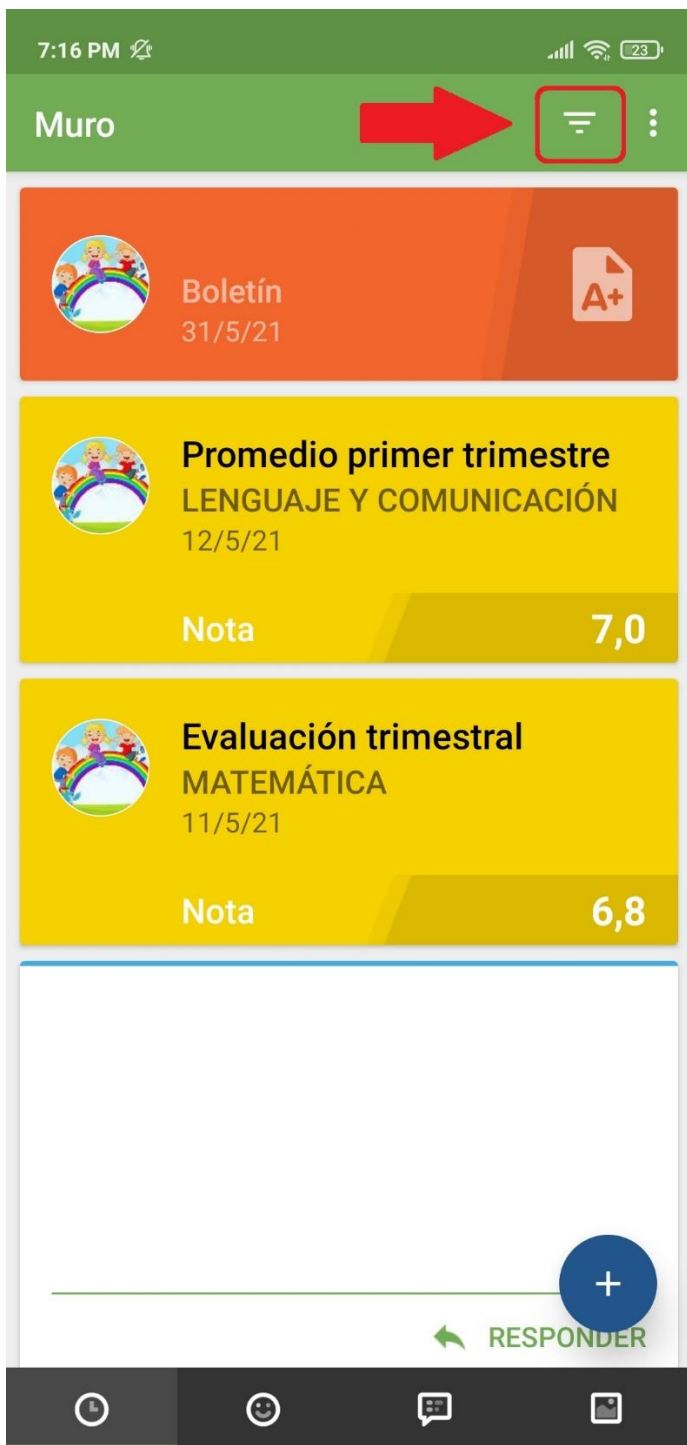 7:16 PM
23
Muro
Boletín
31/5/21
A+
Promedio primer trimestre
LENGUAJE Y COMUNICACIÓN
12/5/21
Nota 7,0
Evaluación trimestral
MATEMÁTICA
11/5/21
Nota 6,8
RESPONDER